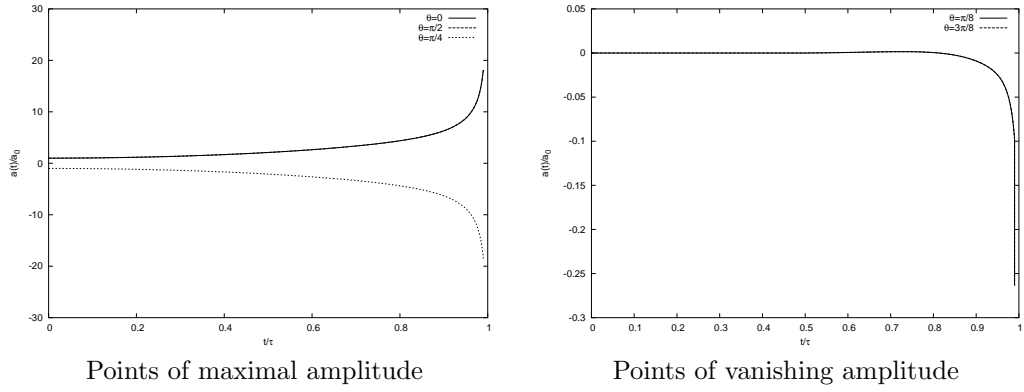 30
20
10
0
-10
-20
-30
0
0.2
0.4
0.6
0.8
1
a(t)/a₀
t/τ
θ=0
θ=π/2
θ=π/4
Points of maximal amplitude
0.05
0
-0.05
-0.1
-0.15
-0.2
-0.25
-0.3
0
0.1
0.2
0.3
0.4
0.5
0.6
0.7
0.8
0.9
1
a(t)/a₀
t/τ
θ=π/8
θ=3π/8
Points of vanishing amplitude